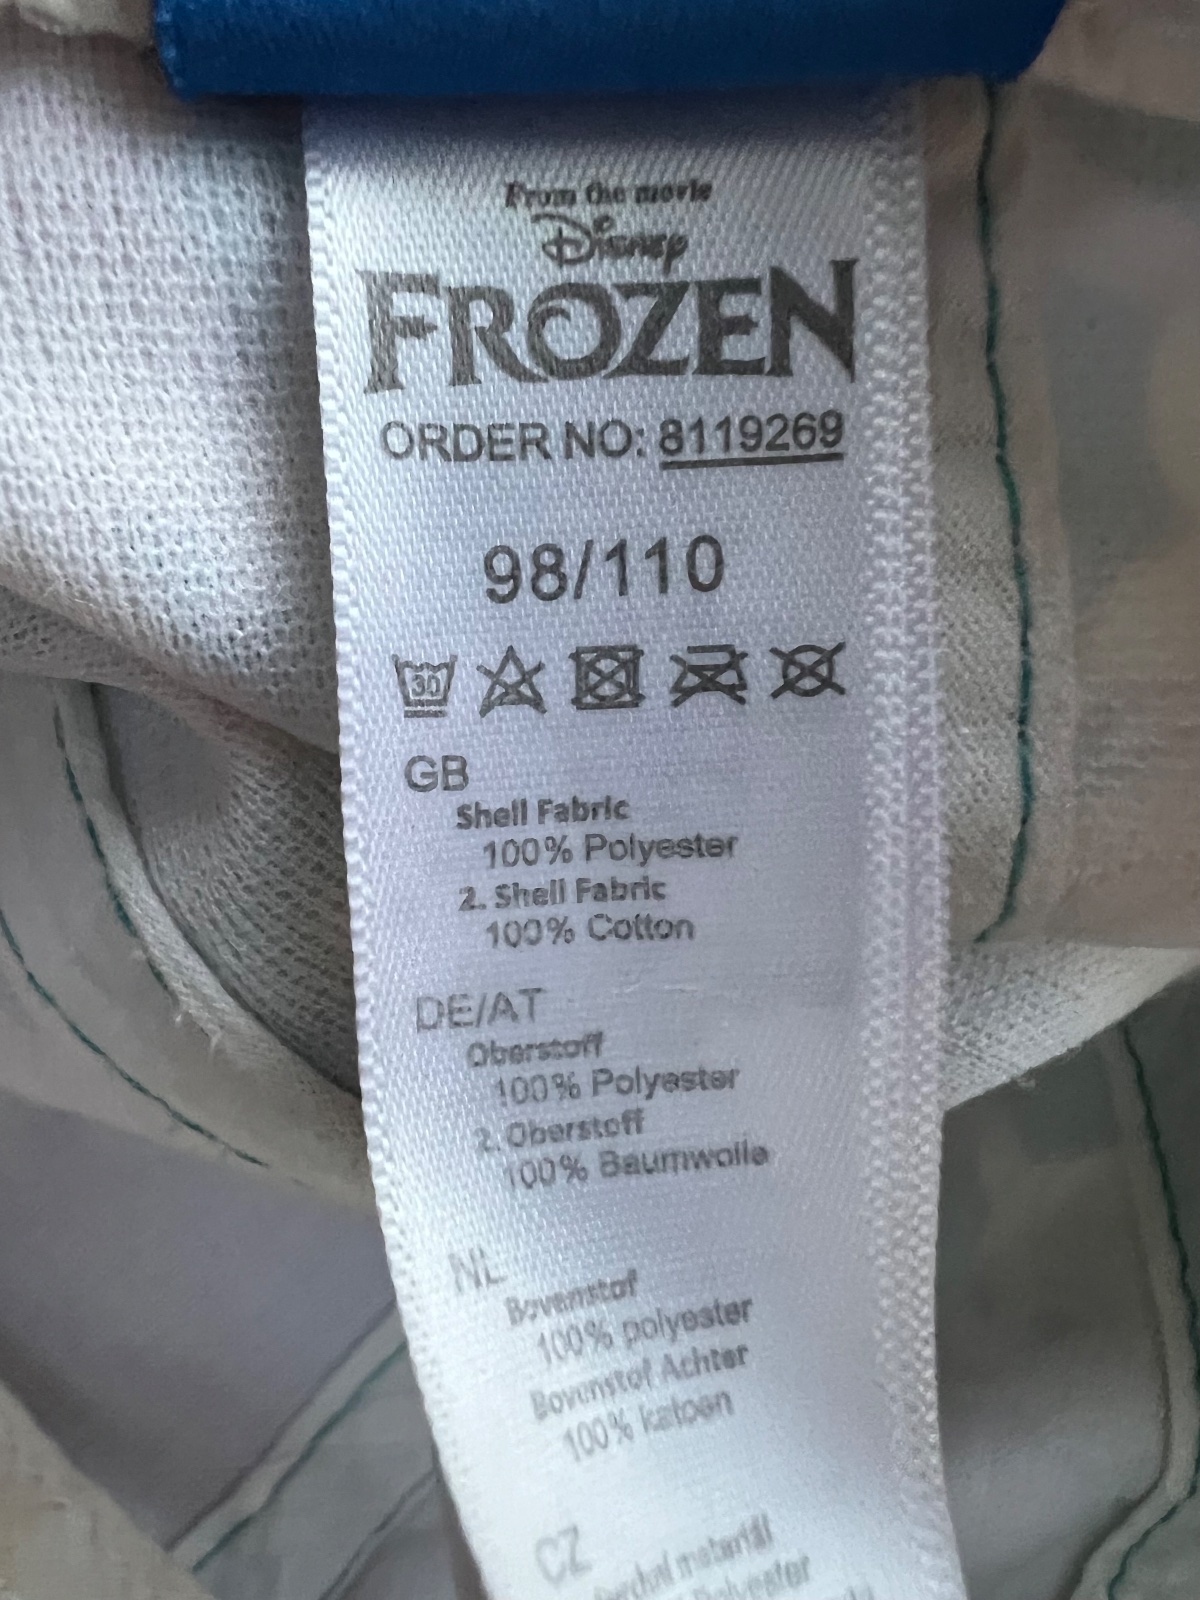 From the movie
Disney
FROZEN
ORDER NO: 8119269
98/110
30
GB
Shell Fabric
100% Polyester
2. Shell Fabric
100% Cotton
DE/AT
Oberstoff
100% Polyester
2. Oberstoff
100% Baumwolle
NL
Bovenstof
100% polyester
Bovenstof Achter
100% katoen
CZ
materiál
Polyester